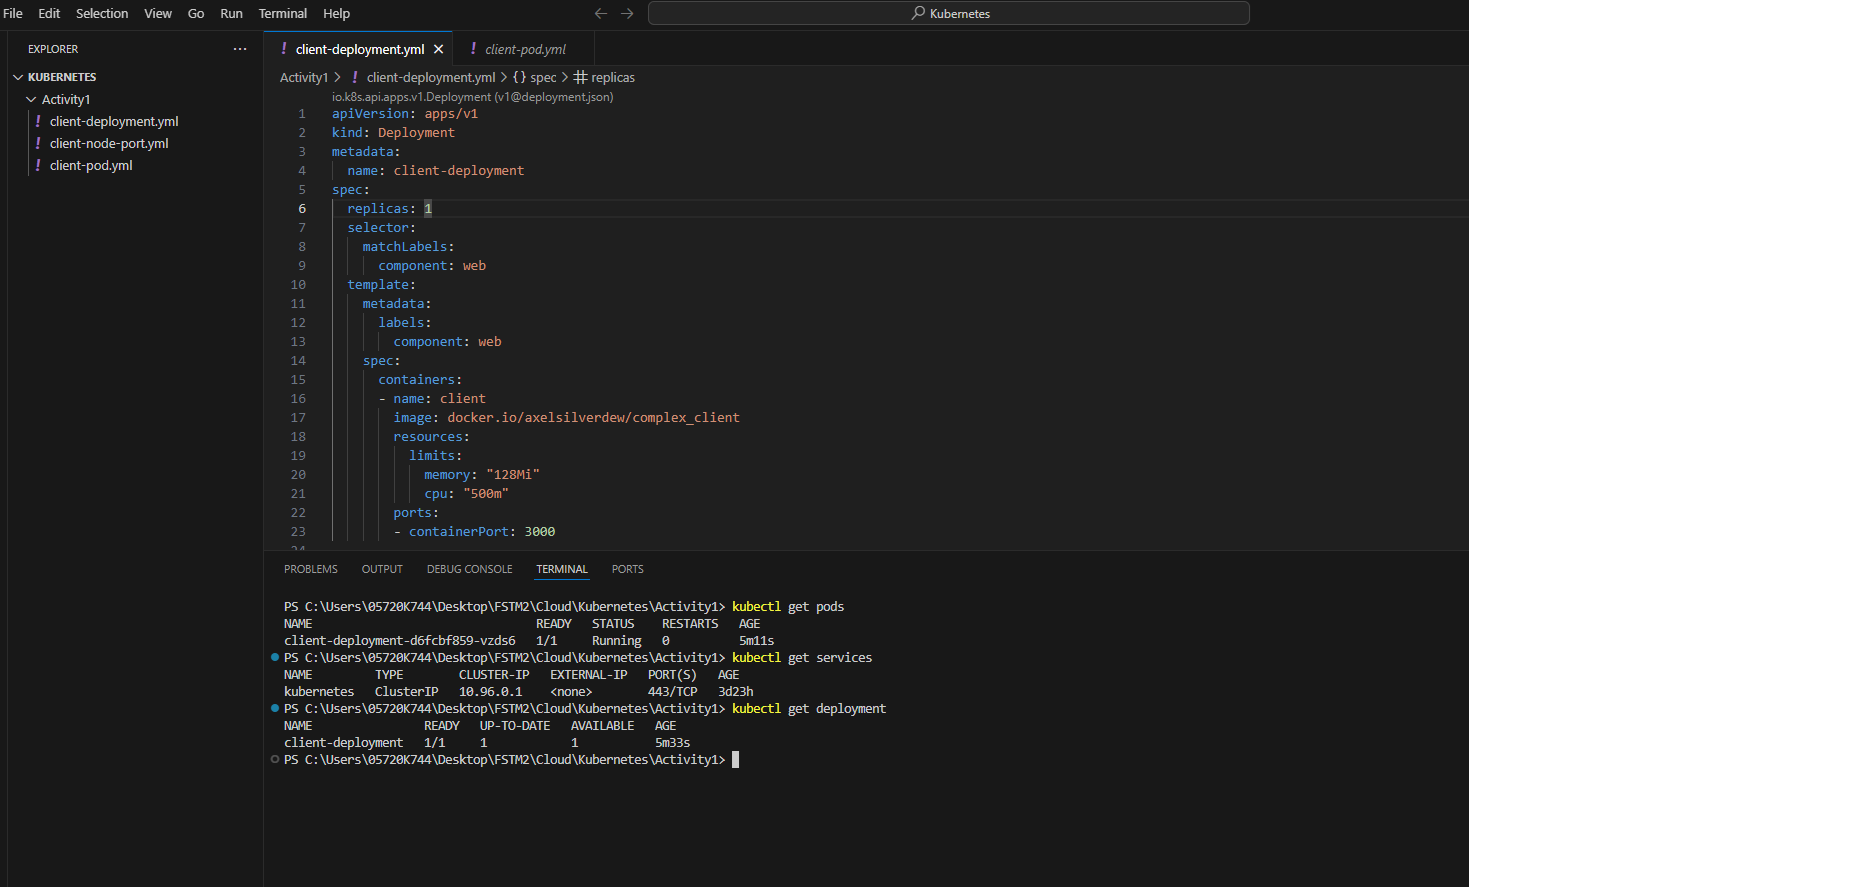 File Edit Selection View Go Run Terminal Help
Kubernetes
EXPLORER
KUBERNETES
Activity1
client-deployment.yml
client-node-port.yml
client-pod.yml
client-deployment.yml
client-pod.yml
Activity1 > ! client-deployment.yml > {} spec > # replicas
io.k8s.api.apps.v1.Deployment (v1@deployment.json)
1 apiVersion: apps/v1
2 kind: Deployment
3 metadata:
4 name: client-deployment
5 spec:
6 replicas: 1
7 selector:
8 matchLabels:
9 component: web
10 template:
11 metadata:
12 labels:
13 component: web
14 spec:
15 containers:
16 - name: client
17 image: docker.io/axelsilverdew/complex_client
18 resources:
19 limits:
20 memory: "128Mi"
21 cpu: "500m"
22 ports:
23 - containerPort: 3000
24
PROBLEMS OUTPUT DEBUG CONSOLE TERMINAL PORTS
PS C:\Users\05720K744\Desktop\FSTM2\Cloud\Kubernetes\Activity1> kubectl get pods
NAME READY STATUS RESTARTS AGE
client-deployment-d6fcbf859-vzds6 1/1 Running 0 5m11s
PS C:\Users\05720K744\Desktop\FSTM2\Cloud\Kubernetes\Activity1> kubectl get services
NAME TYPE CLUSTER-IP EXTERNAL-IP PORT(S) AGE
kubernetes ClusterIP 10.96.0.1 <none> 443/TCP 3d23h
PS C:\Users\05720K744\Desktop\FSTM2\Cloud\Kubernetes\Activity1> kubectl get deployment
NAME READY UP-TO-DATE AVAILABLE AGE
client-deployment 1/1 1 1 5m33s
PS C:\Users\05720K744\Desktop\FSTM2\Cloud\Kubernetes\Activity1>